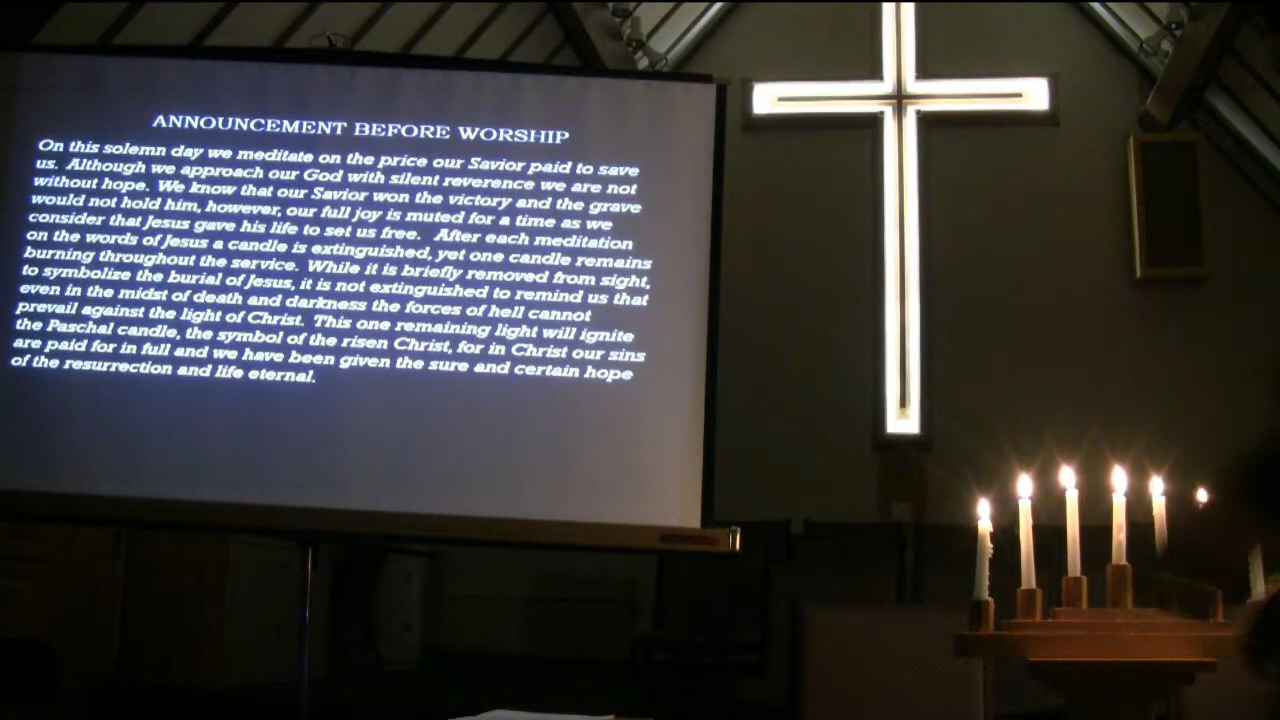 ANNOUNCEMENT BEFORE WORSHIP
On this solemn day we meditate on the price our Savior paid to save
us. Although we approach our God with silent reverence we are not
without hope. We know that our Savior won the victory and the grave
would not hold him, however, our full joy is muted for a time as we
consider that Jesus gave his life to set us free. After each meditation
on the words of Jesus a candle is extinguished, yet one candle remains
burning throughout the service. While it is briefly removed from sight,
to symbolize the burial of Jesus, it is not extinguished to remind us that
even in the midst of death and darkness the forces of hell cannot
prevail against the light of Christ. This one remaining light will ignite
the Paschal candle, the symbol of the risen Christ, for in Christ our sins
are paid for in full and we have been given the sure and certain hope
of the resurrection and life eternal.